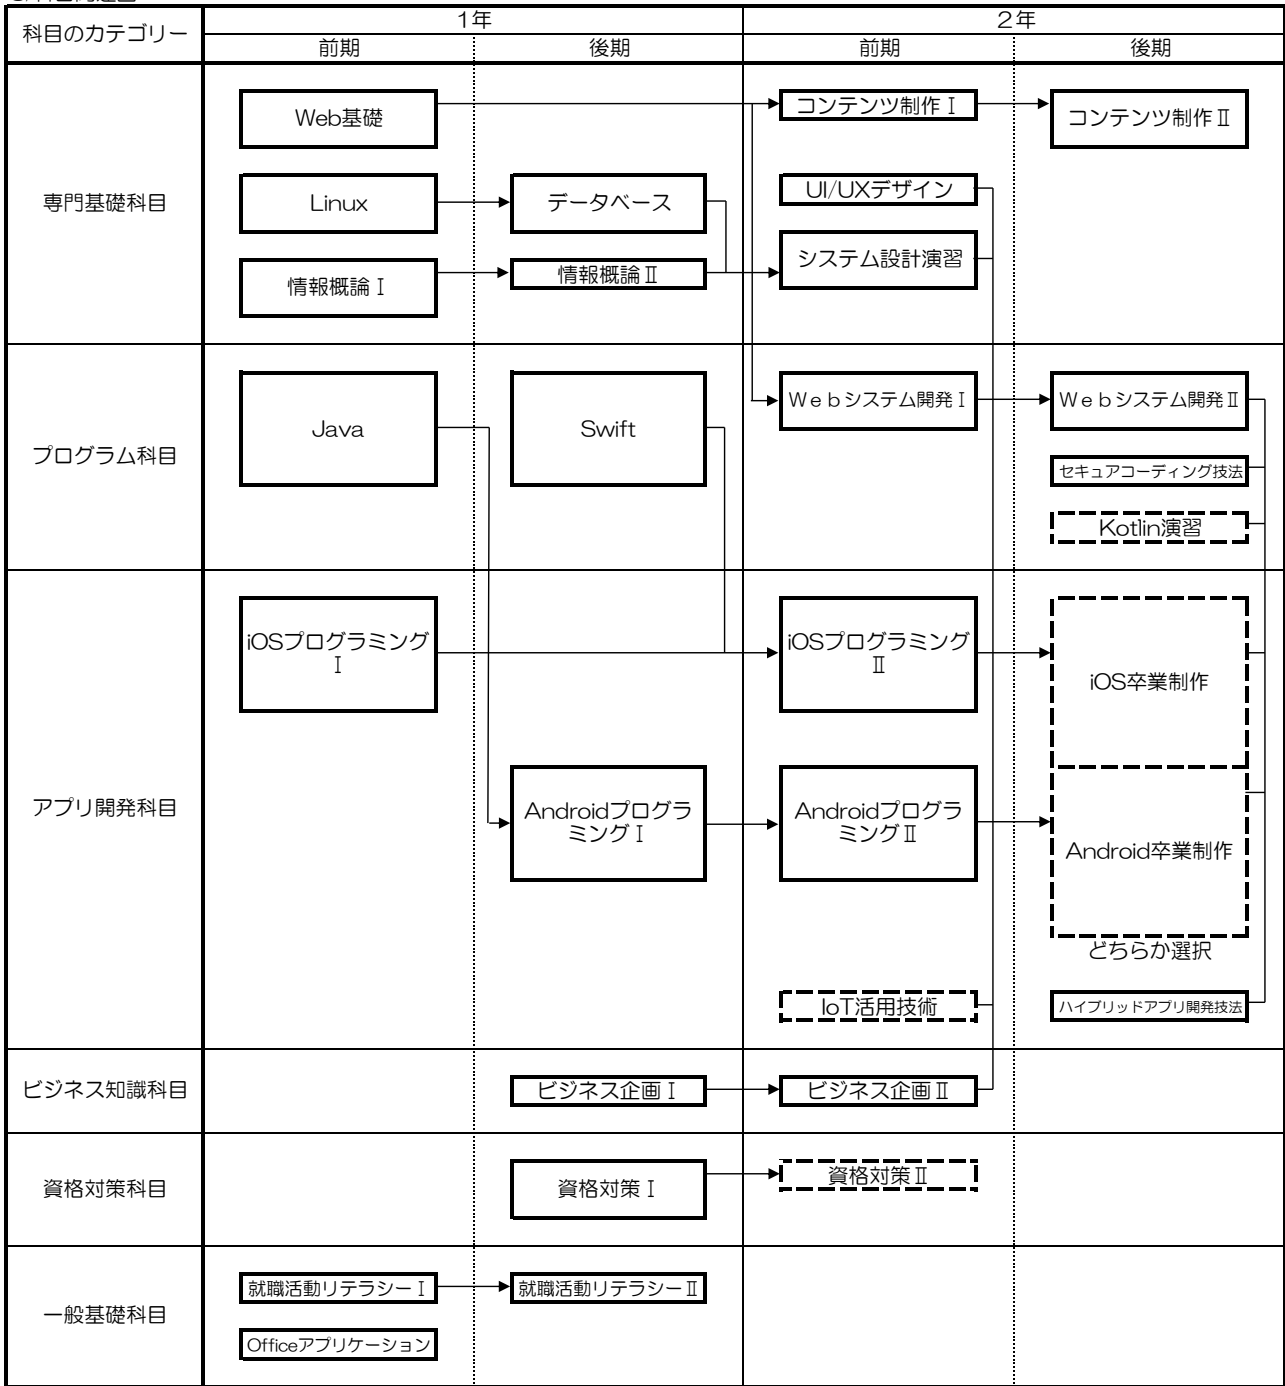 科目のカテゴリー
1年
2年
前期
後期
前期
後期
専門基礎科目
Web基礎
コンテンツ制作Ⅰ
コンテンツ制作Ⅱ
Linux
データベース
UI/UXデザイン
情報概論Ⅰ
情報概論Ⅱ
システム設計演習
プログラム科目
Java
Swift
Ｗｅｂシステム開発Ⅰ
Ｗｅｂシステム開発Ⅱ
セキュアコーディング技法
Kotlin演習
アプリ開発科目
iOSプログラミング
Ⅰ
iOSプログラミング
Ⅱ
iOS卒業制作
Androidプログラ
ミングⅠ
Androidプログラ
ミングⅡ
Android卒業制作
どちらか選択
IoT活用技術
ハイブリッドアプリ開発技法
ビジネス知識科目
ビジネス企画Ⅰ
ビジネス企画Ⅱ
資格対策科目
資格対策Ⅰ
資格対策Ⅱ
一般基礎科目
就職活動リテラシーⅠ
就職活動リテラシーⅡ
Officeアプリケーション